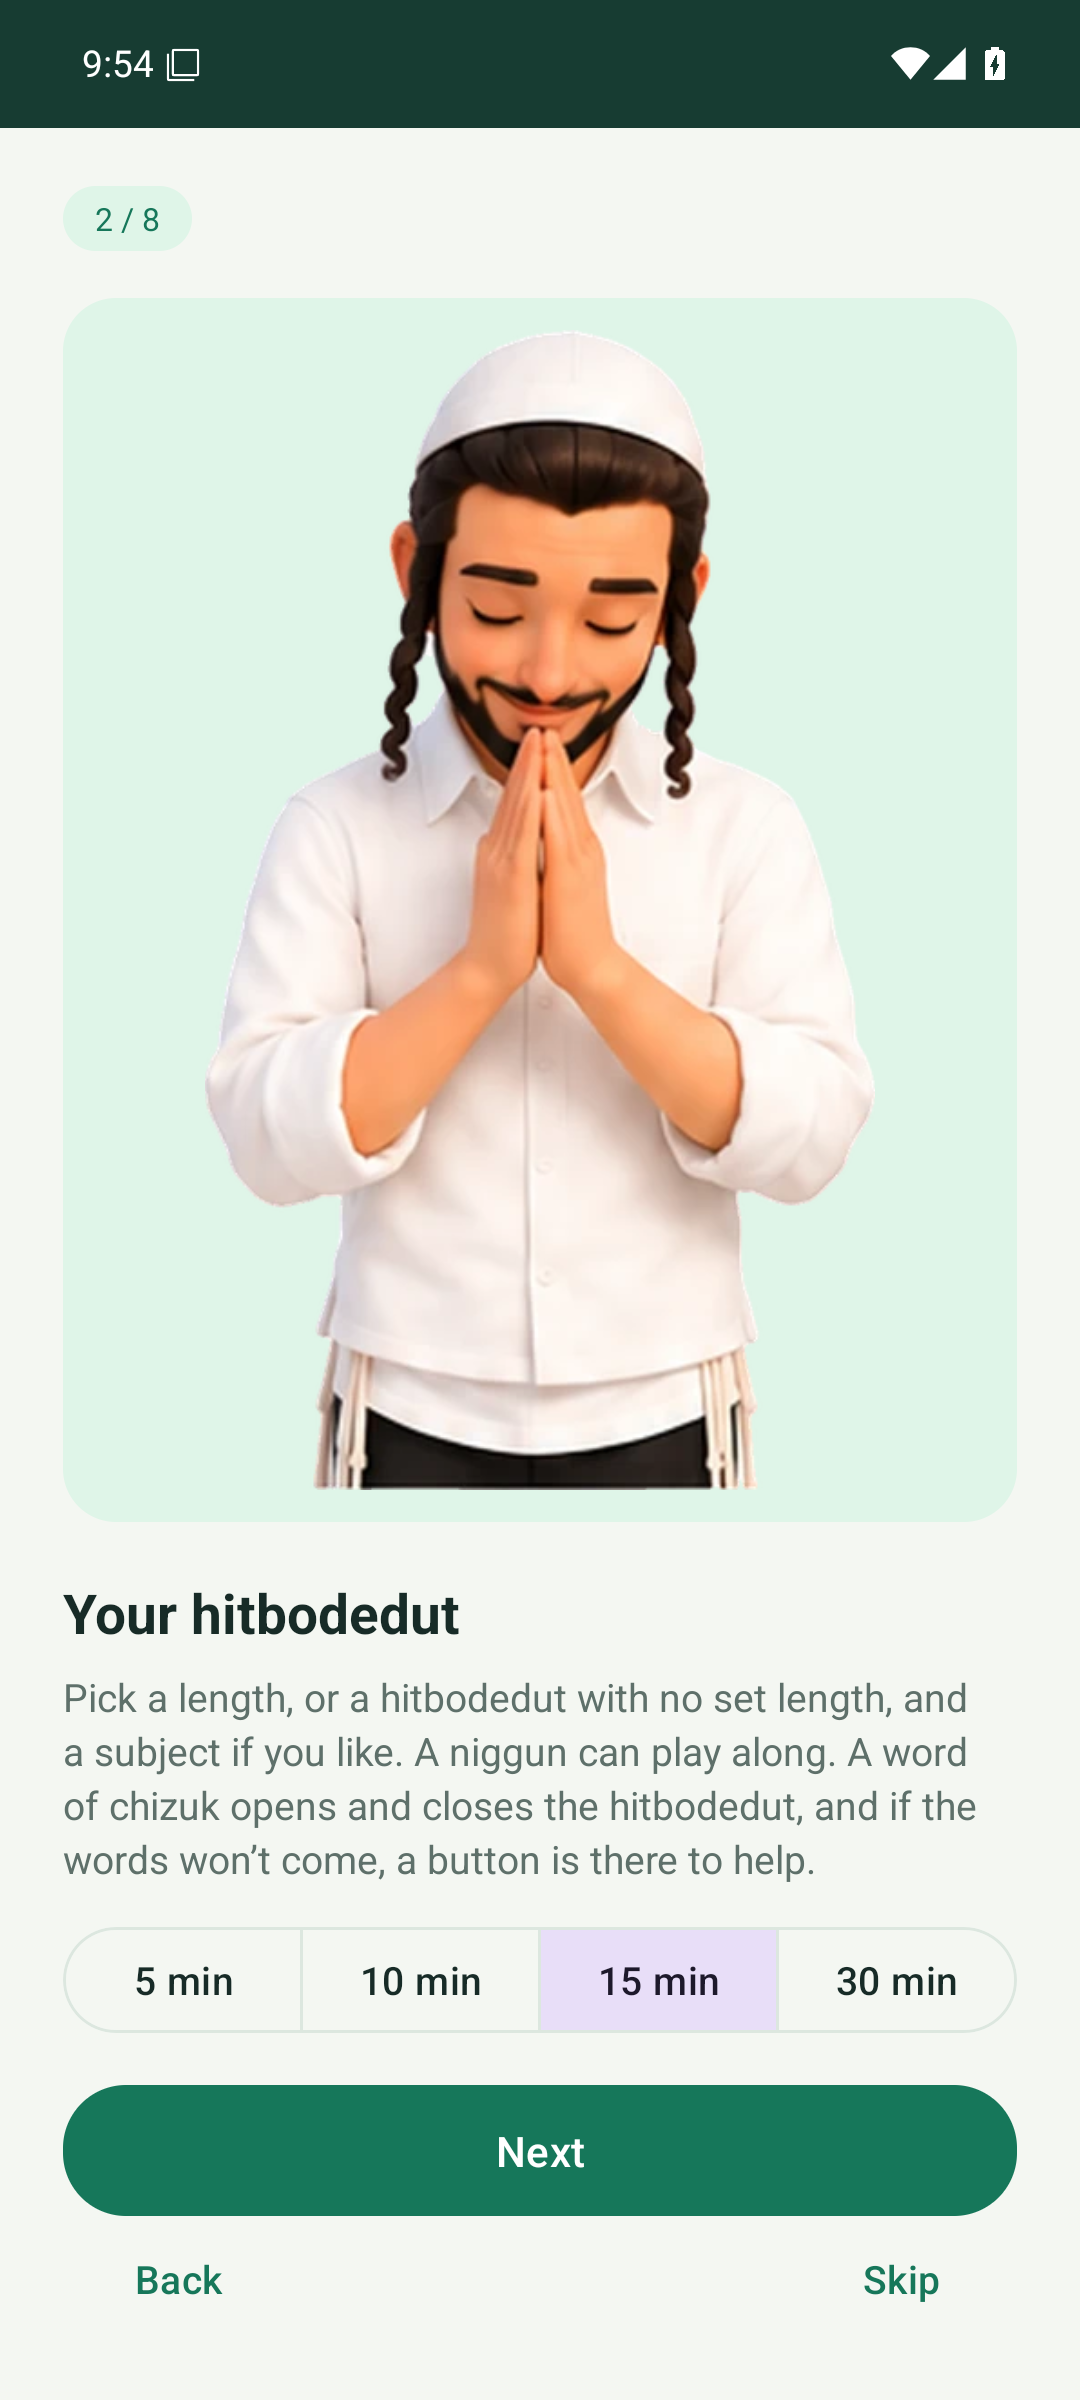 9:54
2 / 8
Your hitbodedut
Pick a length, or a hitbodedut with no set length, and
a subject if you like. A niggun can play along. A word
of chizuk opens and closes the hitbodedut, and if the
words won’t come, a button is there to help.
5 min
10 min
15 min
30 min
Next
Back
Skip